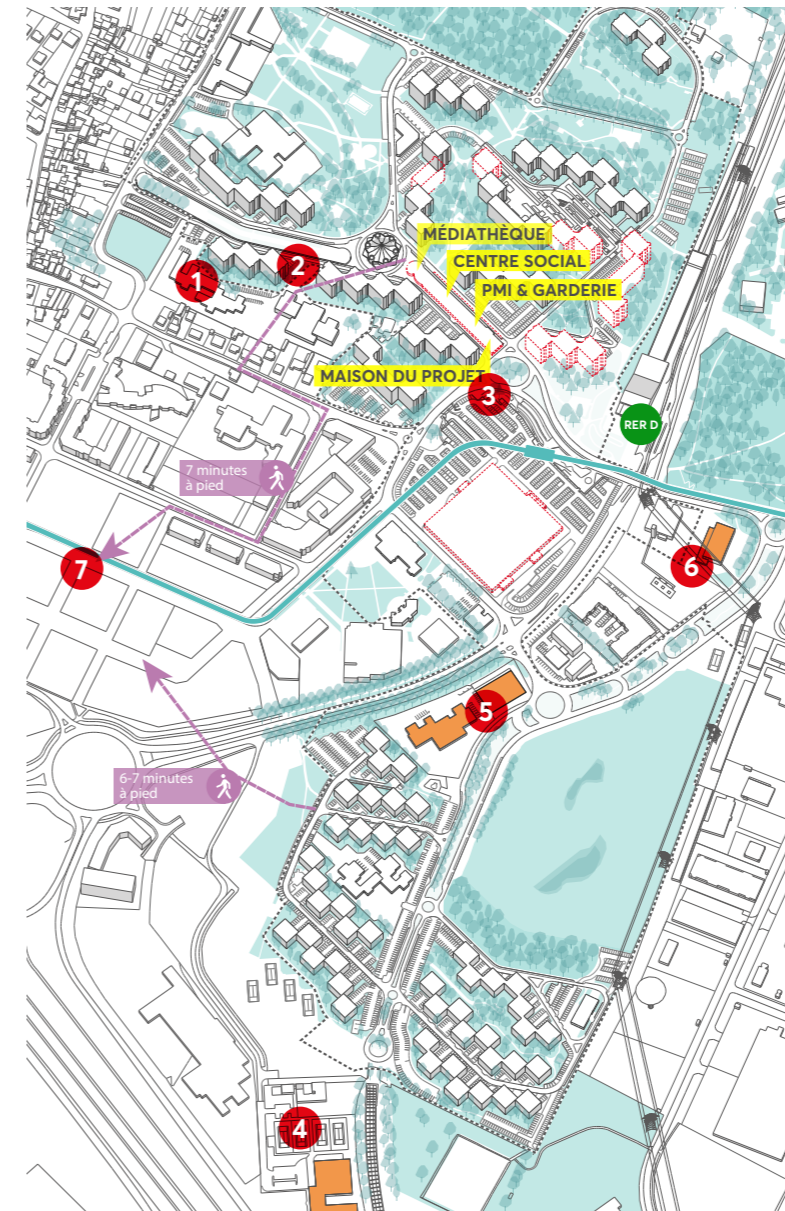 MÉDIATHÈQUE
2
CENTRE SOCIAL
1
PMI & GARDERIE
MAISON DU PROJET
3
RER D
7 minutes
à pied
7
6
5
6-7 minutes
à pied
4